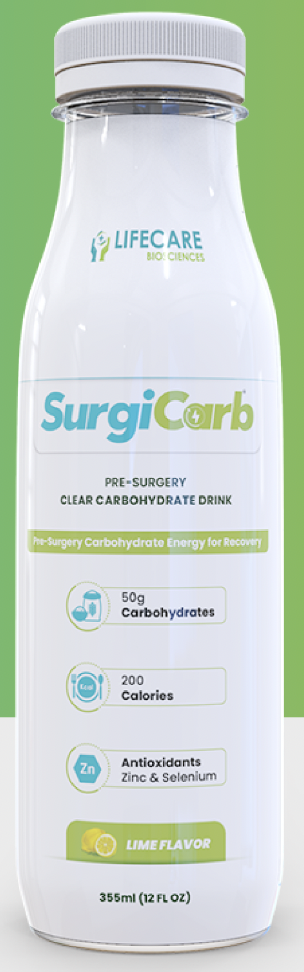 LIFECARE
BIOSCIENCES
SurgiCarb®
PRE-SURGERY
CLEAR CARBOHYDRATE DRINK
Pre-Surgery Carbohydrate Energy for Recovery
50g
Carbohydrates
Kcal
200
Calories
Zn
Antioxidants
Zinc & Selenium
LIME FLAVOR
355ml (12 FL OZ)